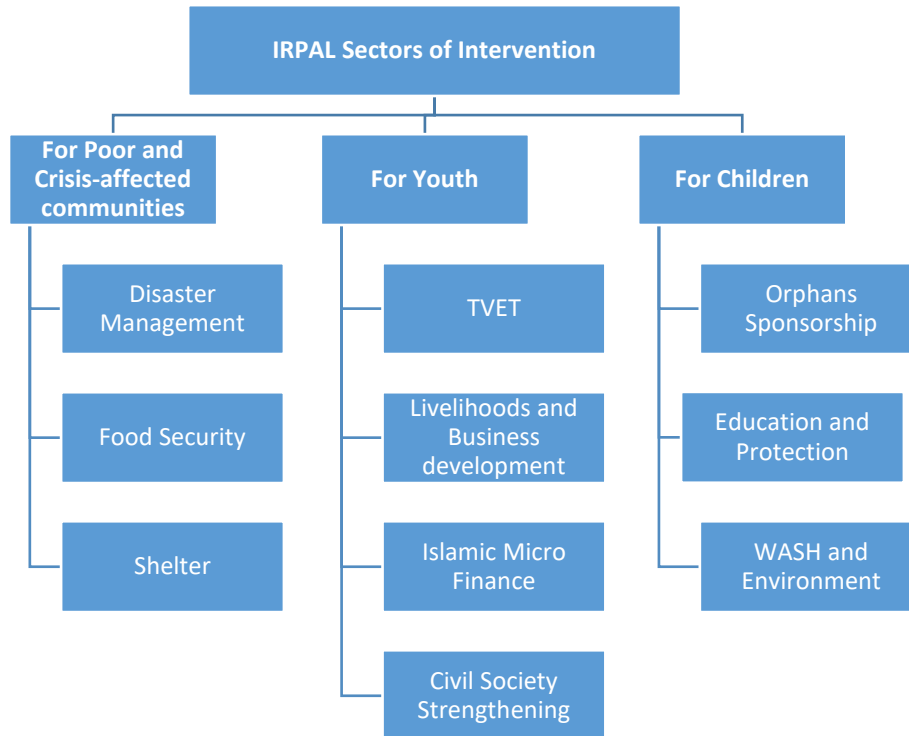 IRPAL Sectors of Intervention
For Poor and
Crisis-affected
communities
For Youth
For Children
Disaster
Management
Food Security
Shelter
TVET
Livelihoods and
Business
development
Islamic Micro
Finance
Civil Society
Strengthening
Orphans
Sponsorship
Education and
Protection
WASH and
Environment